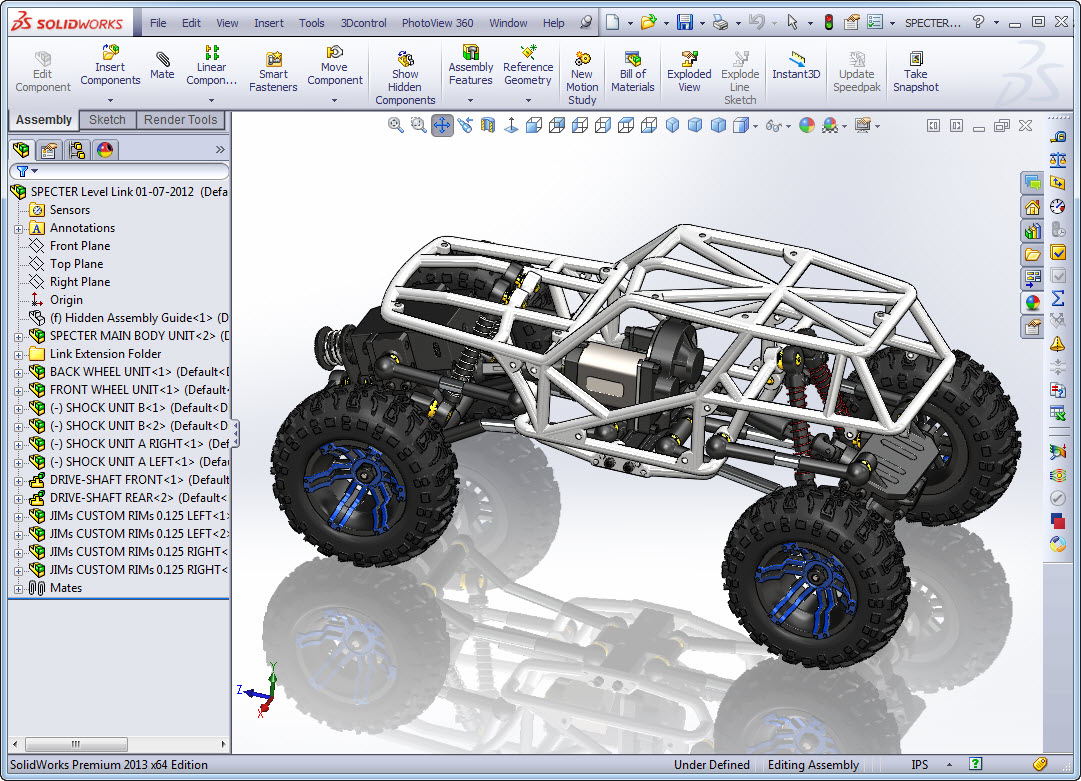 SOLIDWORKS File Edit View Insert Tools 3Dcontrol PhotoView 360 Window Help SPECTER... ?
Edit Component
Insert Components
Mate
Linear Compon...
Smart Fasteners
Move Component
Show Hidden Components
Assembly Features
Reference Geometry
New Motion Study
Bill of Materials
Exploded View
Explode Line Sketch
Instant3D
Update Speedpak
Take Snapshot
Assembly Sketch Render Tools
SPECTER Level Link 01-07-2012 (Defa
Sensors
Annotations
Front Plane
Top Plane
Right Plane
Origin
(f) Hidden Assembly Guide<1> (D
SPECTER MAIN BODY UNIT<2> (D
Link Extension Folder
BACK WHEEL UNIT<1> (Default<D
FRONT WHEEL UNIT<1> (Default<
(-) SHOCK UNIT B<1> (Default<D
(-) SHOCK UNIT B<2> (Default<D
(-) SHOCK UNIT A RIGHT<1> (Def
(-) SHOCK UNIT A LEFT<1> (Defau
DRIVE-SHAFT FRONT<1> (Default
DRIVE-SHAFT REAR<2> (Default<
JIMs CUSTOM RIMs 0.125 LEFT<1>
JIMs CUSTOM RIMs 0.125 LEFT<2>
JIMs CUSTOM RIMs 0.125 RIGHT<
JIMs CUSTOM RIMs 0.125 RIGHT<
Mates
Y
Z
X
SolidWorks Premium 2013 x64 Edition Under Defined Editing Assembly IPS ?